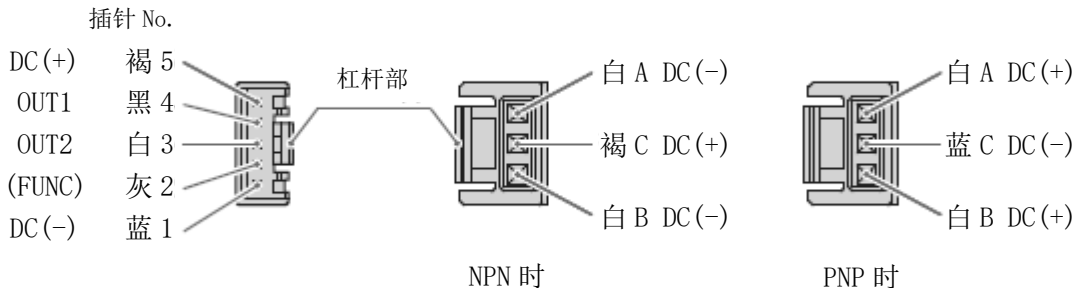 插针 No.
DC(+) 褐 5
OUT1 黑 4
OUT2 白 3
(FUNC) 灰 2
DC(-) 蓝 1
杠杆部
白 A DC(-)
褐 C DC(+)
白 B DC(-)
NPN 时
白 A DC(+)
蓝 C DC(-)
白 B DC(+)
PNP 时